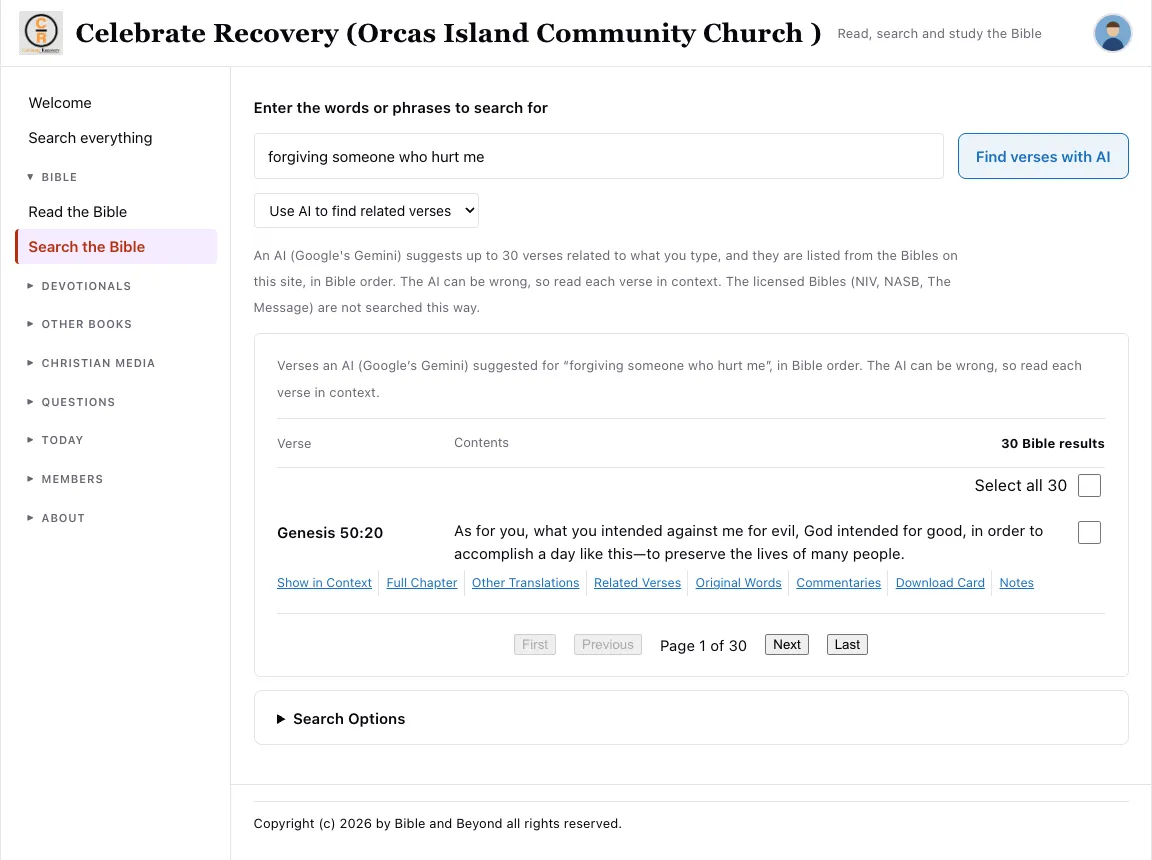 Celebrate Recovery (Orcas Island Community Church )
Read, search and study the Bible
Welcome
Search everything
▼ BIBLE
Read the Bible
Search the Bible
► DEVOTIONALS
► OTHER BOOKS
► CHRISTIAN MEDIA
► QUESTIONS
► TODAY
► MEMBERS
► ABOUT
Enter the words or phrases to search for
forgiving someone who hurt me
Find verses with AI
Use AI to find related verses
An AI (Google's Gemini) suggests up to 30 verses related to what you type, and they are listed from the Bibles on
this site, in Bible order. The AI can be wrong, so read each verse in context. The licensed Bibles (NIV, NASB, The
Message) are not searched this way.
Verses an AI (Google's Gemini) suggested for “forgiving someone who hurt me”, in Bible order. The AI can be wrong, so read each
verse in context.
Verse Contents 30 Bible results
Select all 30
Genesis 50:20 As for you, what you intended against me for evil, God intended for good, in order to
accomplish a day like this—to preserve the lives of many people.
Show in Context Full Chapter Other Translations Related Verses Original Words Commentaries Download Card Notes
First Previous Page 1 of 30 Next Last
► Search Options
Copyright (c) 2026 by Bible and Beyond all rights reserved.